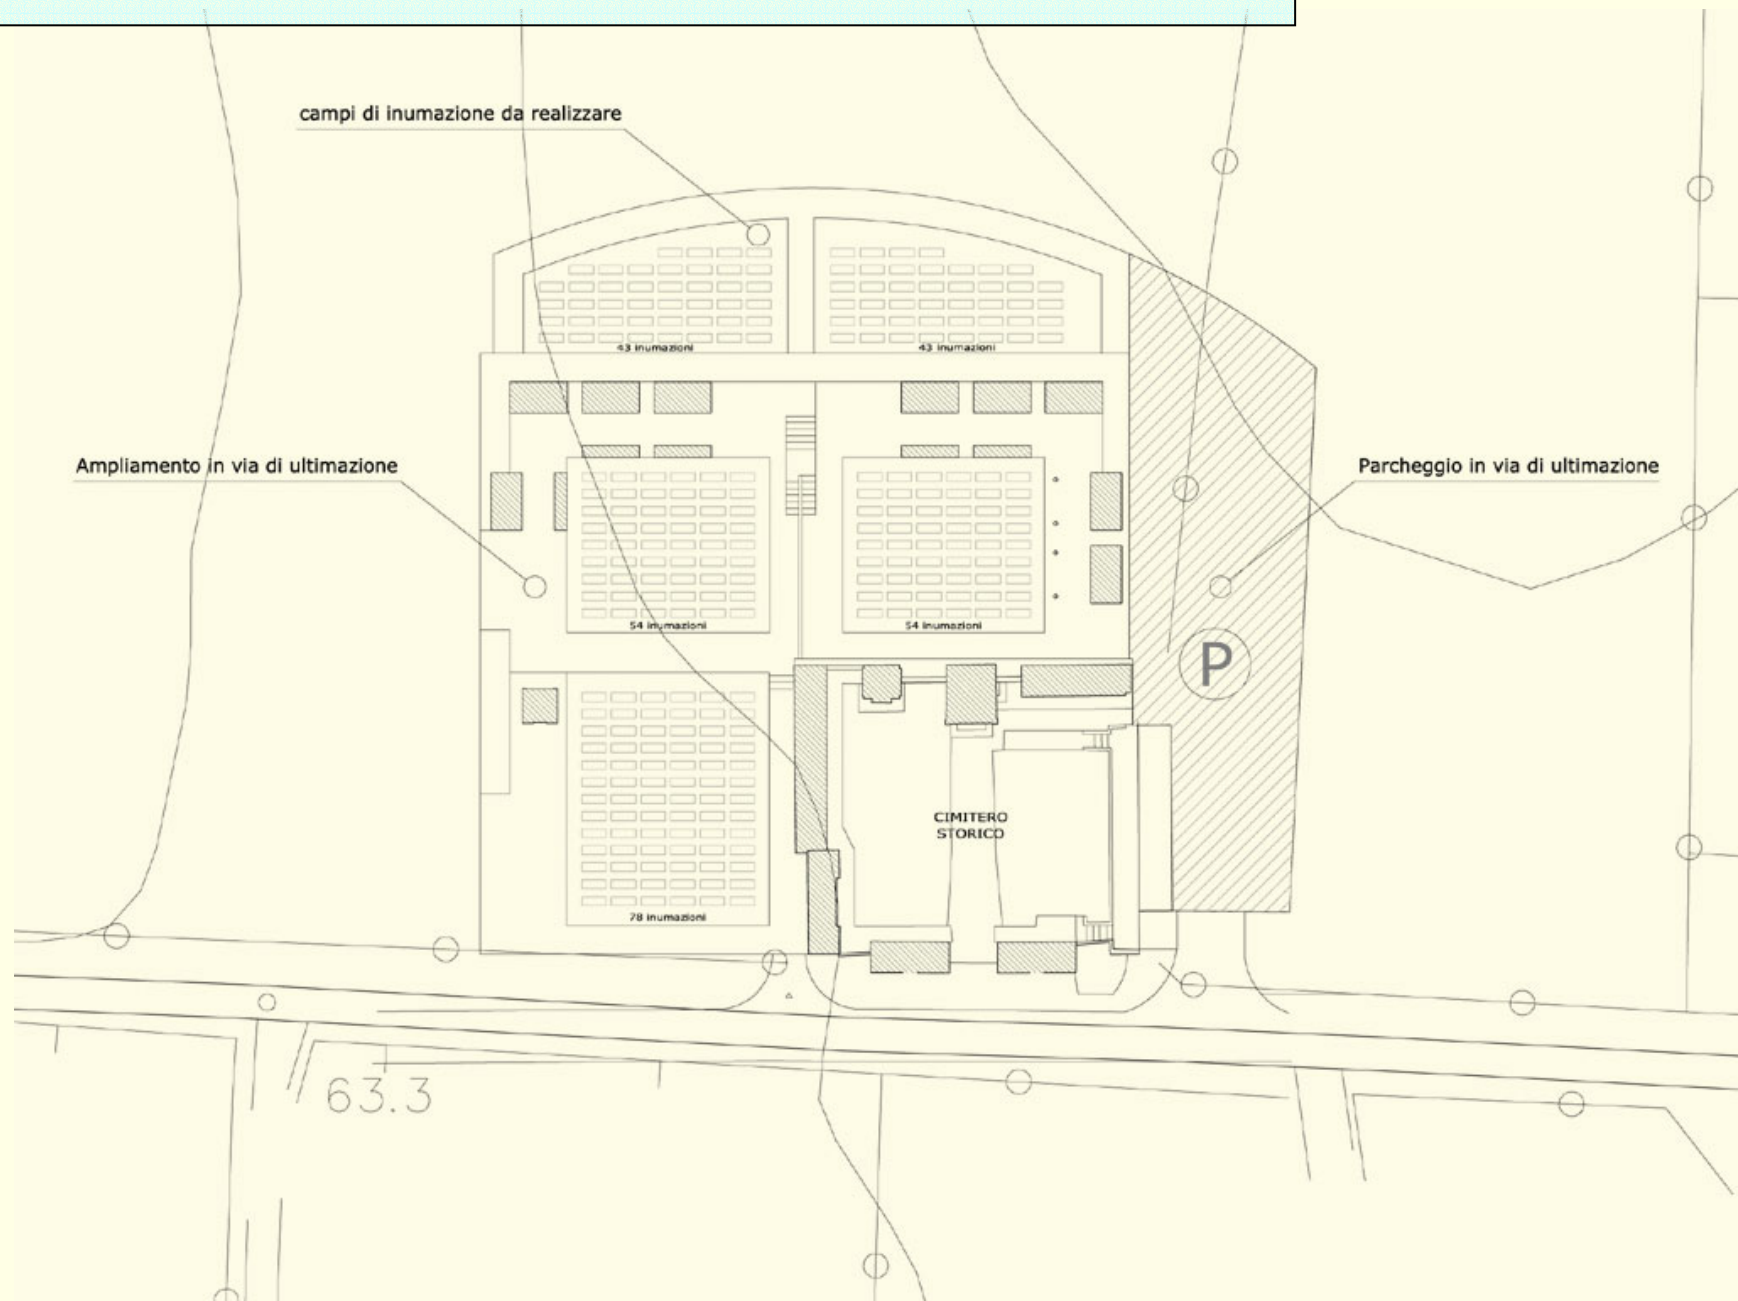 campi di inumazione da realizzare
43 inumazioni
43 inumazioni
Ampliamento in via di ultimazione
Parcheggio in via di ultimazione
54 inumazioni
54 inumazioni
P
CIMITERO
STORICO
78 inumazioni
63.3